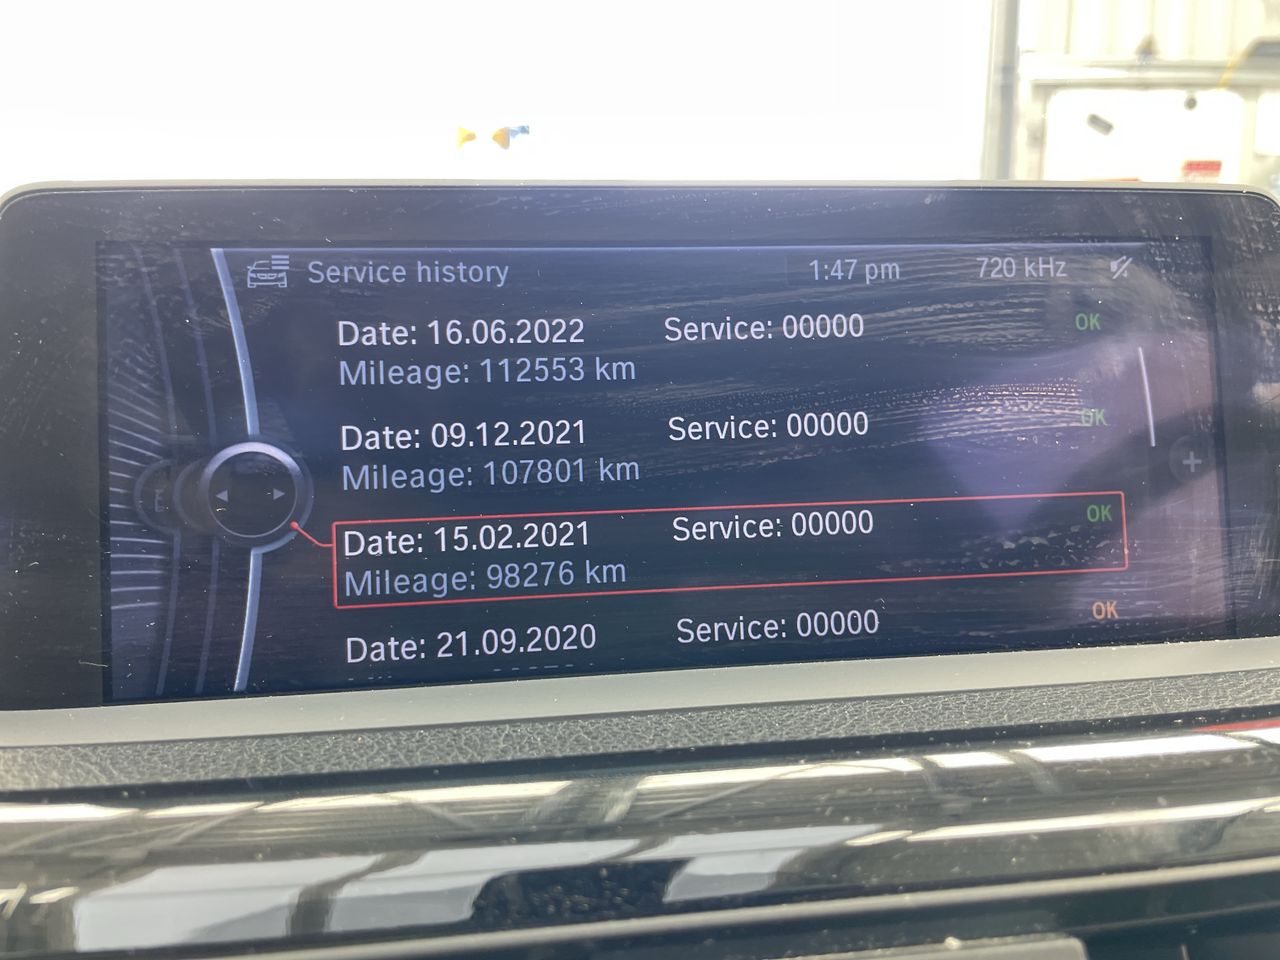 Service history 1:47 pm 720 kHz
Date: 16.06.2022 Service: 00000 OK
Mileage: 112553 km
Date: 09.12.2021 Service: 00000 OK
Mileage: 107801 km
Date: 15.02.2021 Service: 00000 OK
Mileage: 98276 km
Date: 21.09.2020 Service: 00000 OK